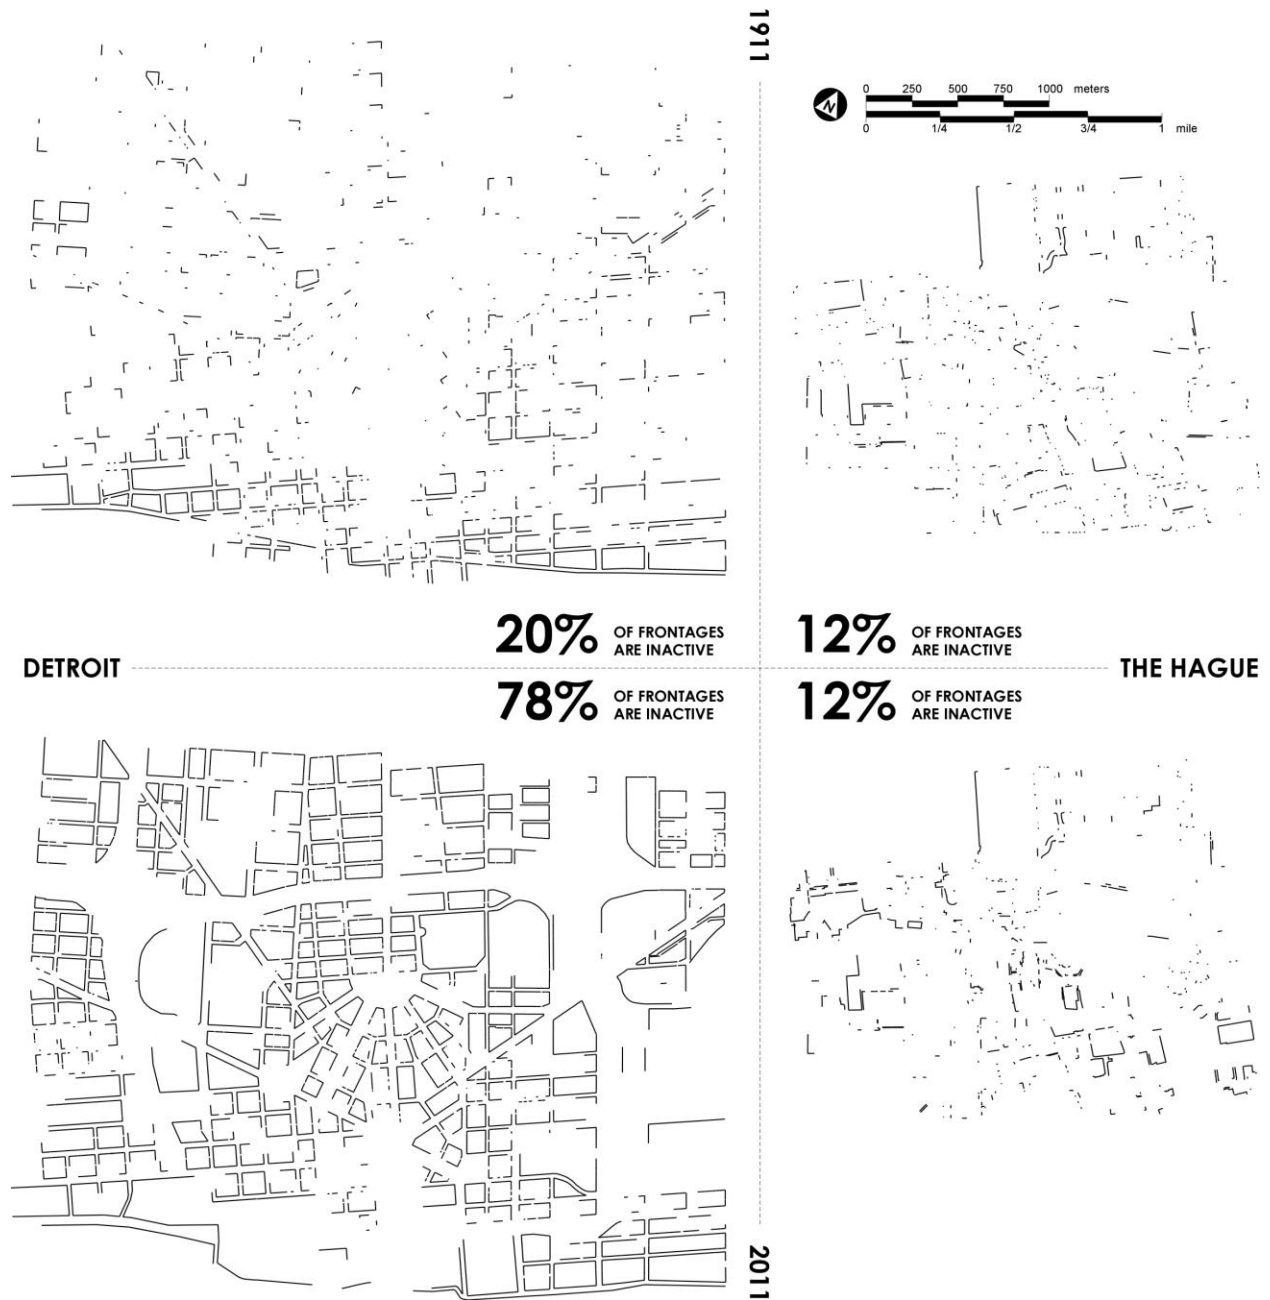 1911
N
0 250 500 750 1000 meters
0 1/4 1/2 3/4 1 mile
20% OF FRONTAGES
ARE INACTIVE
12% OF FRONTAGES
ARE INACTIVE
DETROIT
THE HAGUE
78% OF FRONTAGES
ARE INACTIVE
12% OF FRONTAGES
ARE INACTIVE
2011